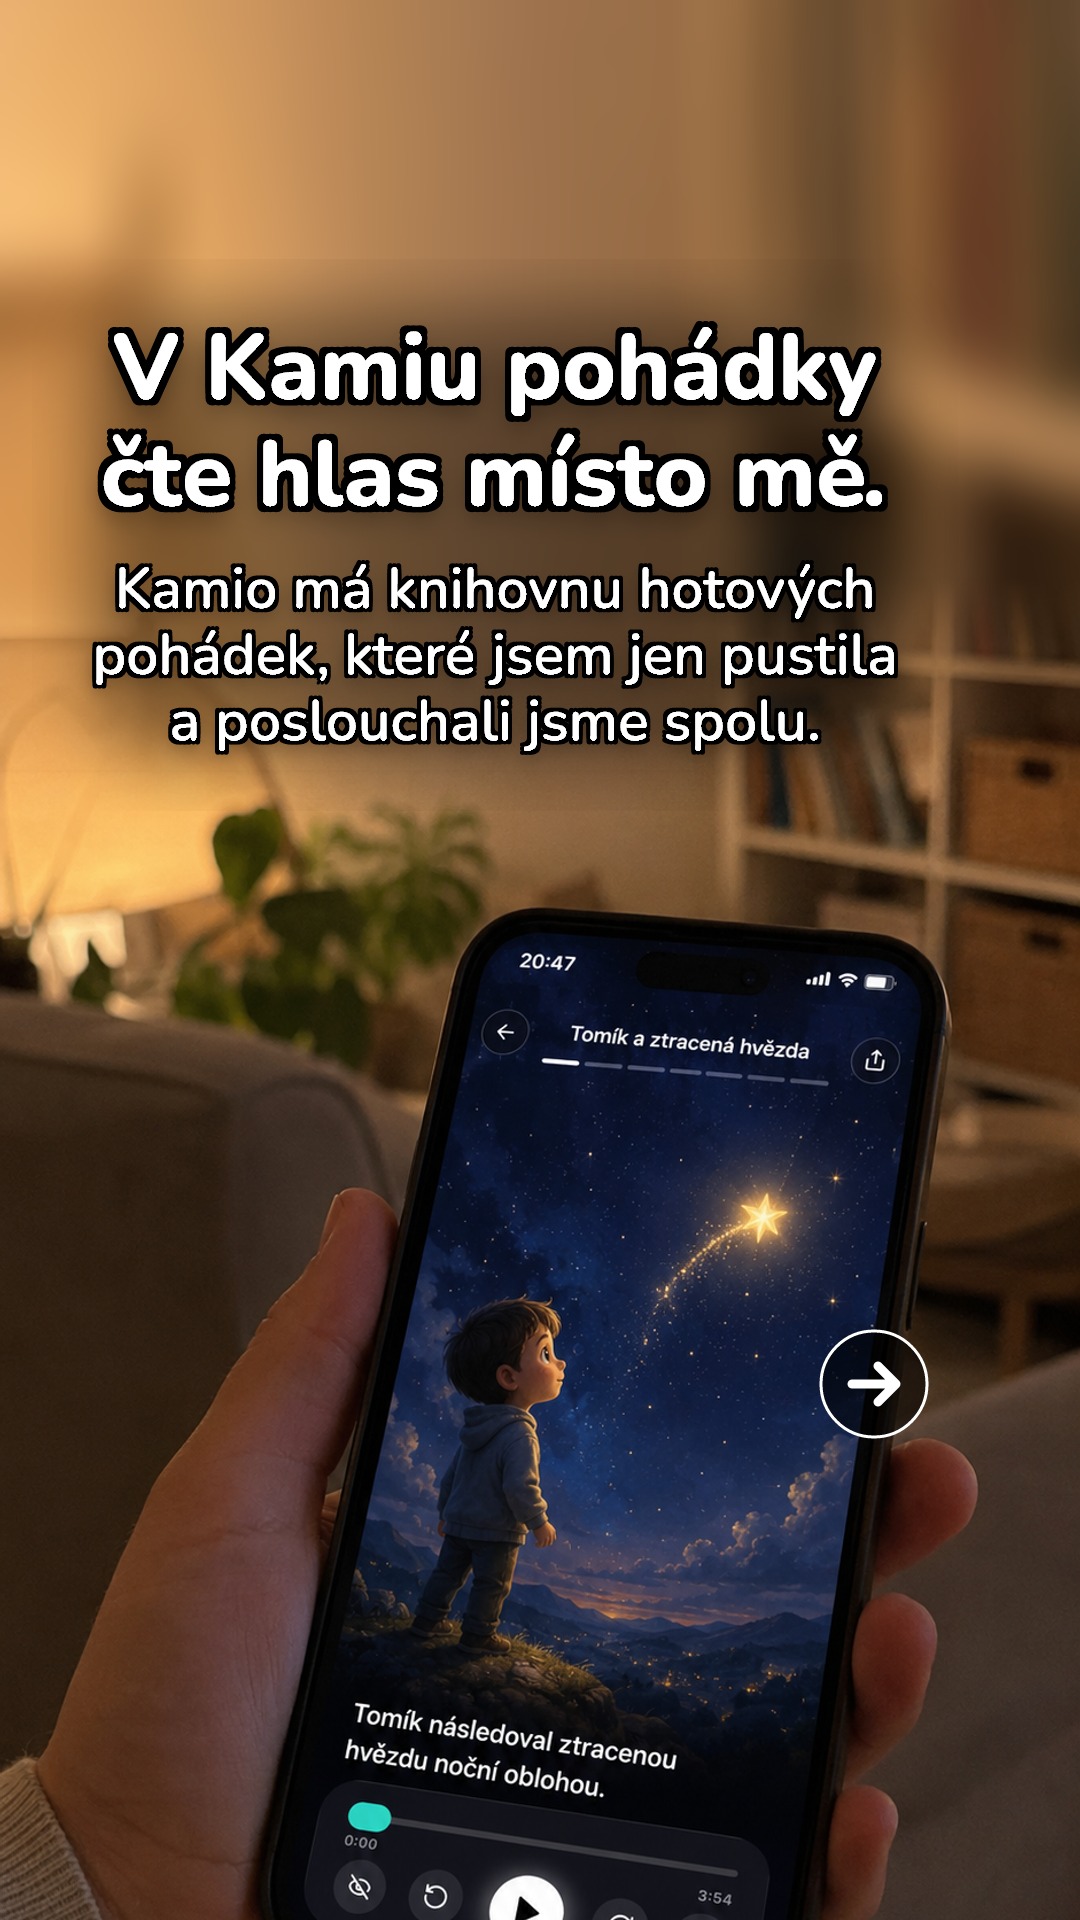 V Kamiu pohádky
čte hlas místo mě.
Kamio má knihovnu hotových
pohádek, které jsem jen pustila
a poslouchali jsme spolu.
20:47
Tomík a ztracená hvězda
Tomík následoval ztracenou
hvězdu noční oblohou.
0:00
3:54